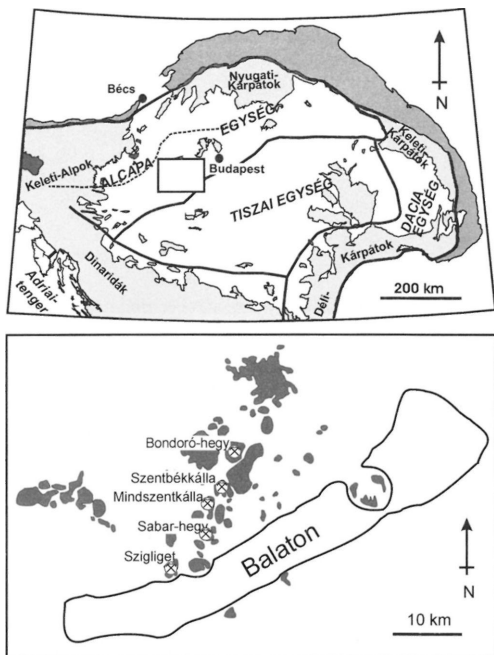 Nyugati-
Kárpátok
Bécs
N
EGYSÉG
Keleti-
Kárpátok
Keleti-Alpok
ALCAPA
Budapest
TISZAI EGYSÉG
DACIA
EGYSÉG
Kárpátok
Déli-
Dinaridák
Adriai-
tenger
200 km
Bondoró-hegy
Szentbékkálla
Mindszentkálla
Sabar-hegy
Szigliget
Balaton
N
10 km